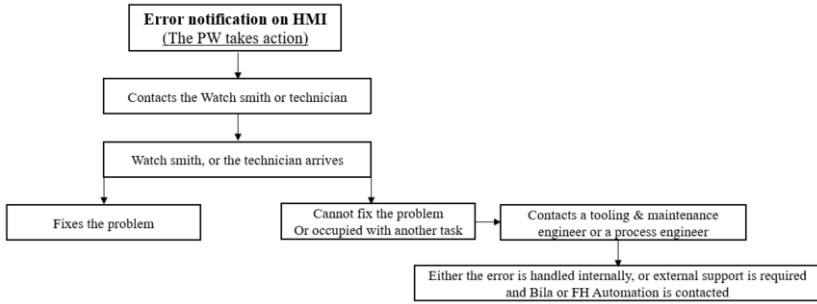 Error notification on HMI
(The PW takes action)
Contacts the Watch smith or technician
Watch smith, or the technician arrives
Fixes the problem
Cannot fix the problem
Or occupied with another task
Contacts a tooling & maintenance
engineer or a process engineer
Either the error is handled internally, or external support is required
and Bila or FH Automation is contacted